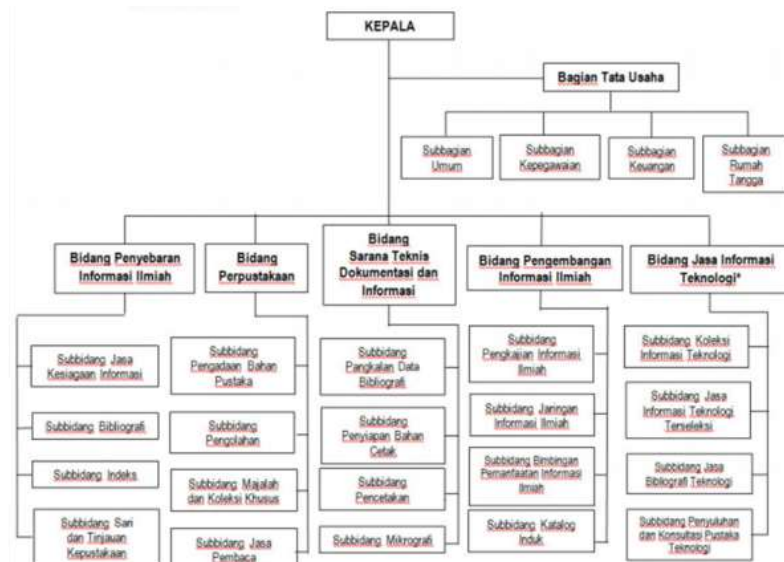 KEPALA
Bagian Tata Usaha
Subbagian
Umum
Subbagian
Kepegawaian
Subbagian
Keuangan
Subbagian
Rumah
Tangga
Bidang Penyebaran
Informasi Ilmiah
Bidang
Perpustakaan
Bidang
Sarana Teknis
Dokumentasi dan
Informasi
Bidang Pengembangan
Informasi Ilmiah
Bidang Jasa Informasi
Teknologi*
Subbidang Jasa
Kesiagaan Informasi
Subbidang Bibliografi
Subbidang Indeks
Subbidang Sari
dan Tinjauan
Kepustakaan
Subbidang
Pengadaan Bahan
Pustaka
Subbidang
Pengolahan
Subbidang Majalah
dan Koleksi Khusus
Subbidang Jasa
Pembaca
Subbidang
Pangkalan Data
Bibliografi
Subbidang
Penyiapan Bahan
Cetak
Subbidang
Pencetakan
Subbidang Mikrografi
Subbidang
Pengkajian Informasi
Ilmiah
Subbidang Jaringan
Informasi Ilmiah
Subbidang Bimbingan
Pemanfaatan Informasi
Ilmiah
Subbidang Katalog
Induk
Subbidang Koleksi
Informasi Teknologi
Subbidang Jasa
Informasi Teknologi
Terseleksi
Subbidang Jasa
Bibliografi Teknologi
Subbidang Penyuluhan
dan Konsultasi Pustaka
Teknologi